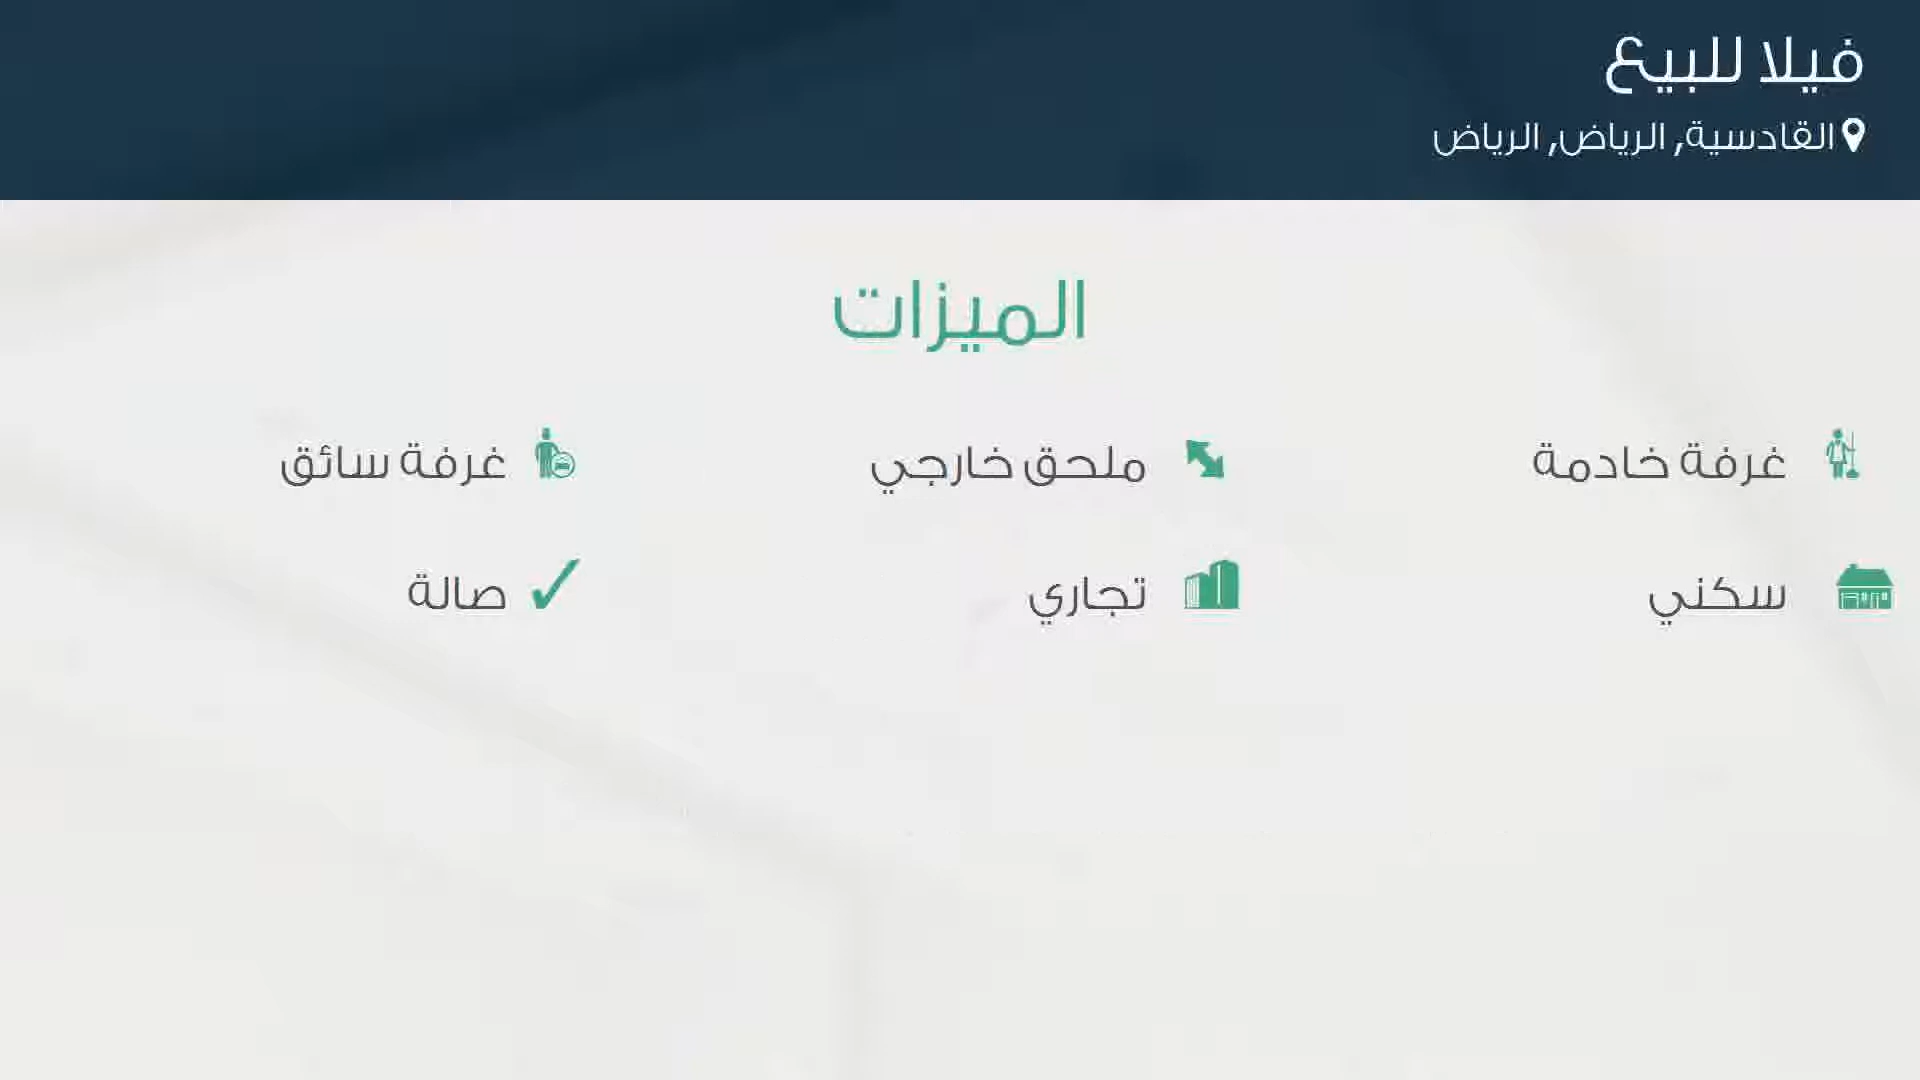 فيلا للبيع
القادسية, الرياض, الرياض
الميزات
غرفة خادمة
ملحق خارجي
غرفة سائق
سكني
تجاري
صالة